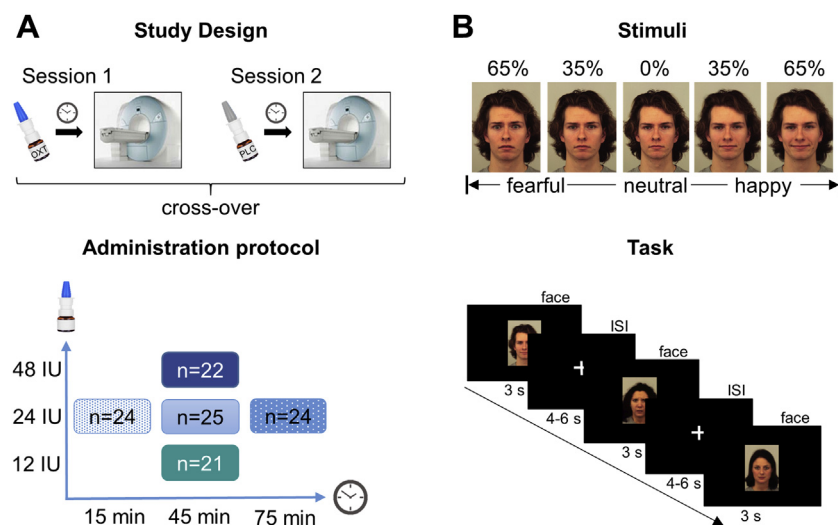 A
Study Design
Session 1
Session 2
OXT
PLC
cross-over
Administration protocol
48 IU
n=22
24 IU
n=24
n=25
n=24
12 IU
n=21
15 min
45 min
75 min
B
Stimuli
65%
35%
0%
35%
65%
fearful
neutral
happy
Task
face
ISI
face
ISI
face
3 s
4-6 s
3 s
4-6 s
3 s